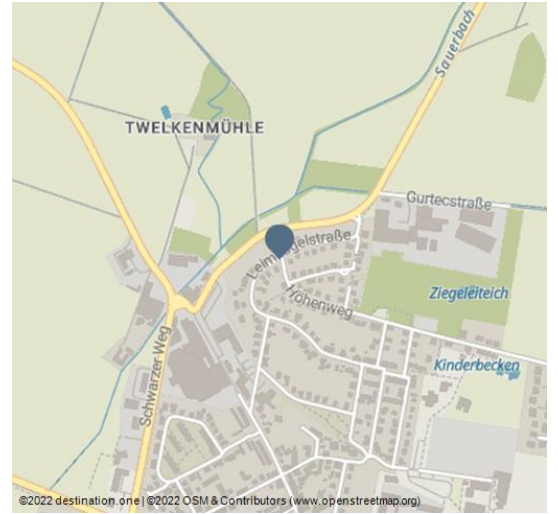 Sauerbach
TWELKENMÜHLE
Gurtecstraße
Hohenweg
Ziegeleiteich
Schwarzer Weg
Kinderbecken
©2022 destination.one | ©2022 OSM & Contributors (www.openstreetmap.org)